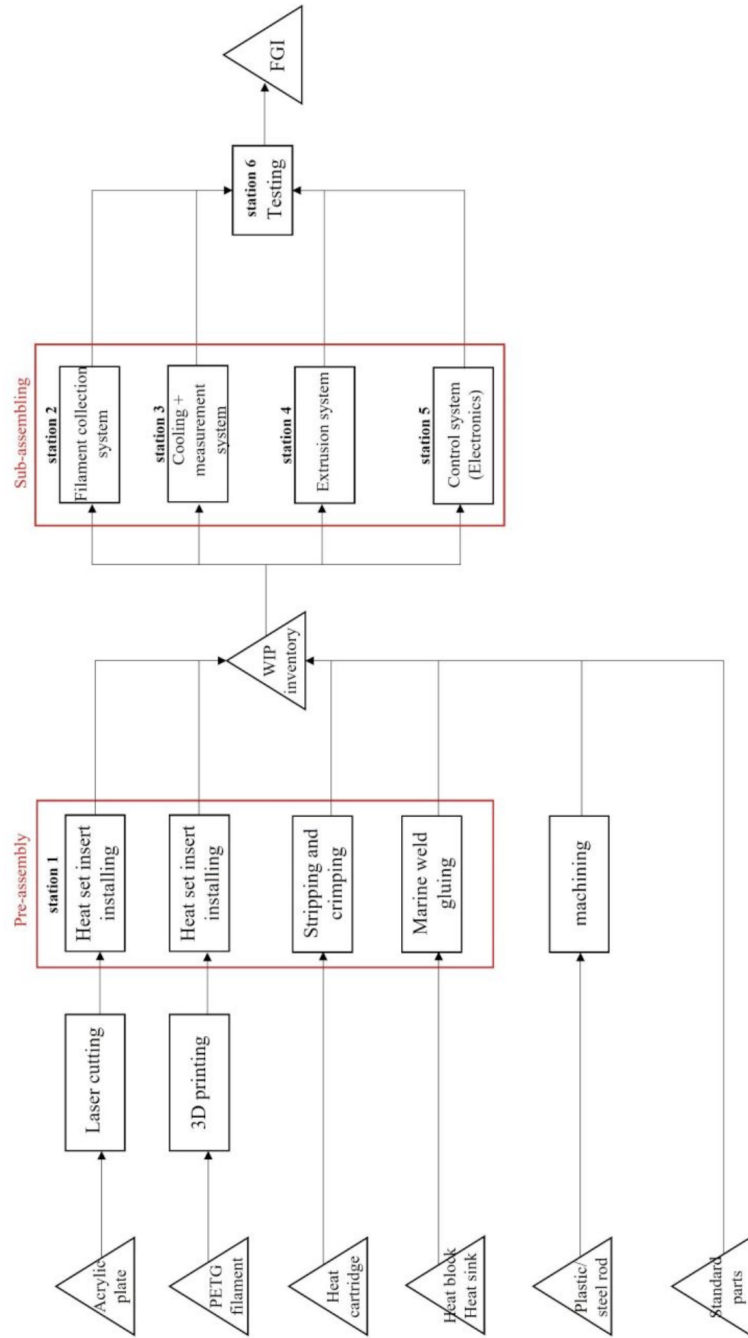 Pre-assembly
Sub-assembling
Acrylic
plate
Laser cutting
station 1
Heat set insert
installing
station 2
Filament collection
system
PETG
filament
3D printing
Heat set insert
installing
WIP
inventory
station 3
Cooling +
measurement
system
station 6
Testing
FGI
Heat
cartridge
Stripping and
crimping
station 4
Extrusion system
Heat block
Heat sink
Marine weld
gluing
station 5
Control system
(Electronics)
Plastic/
steel rod
machining
Standard
parts